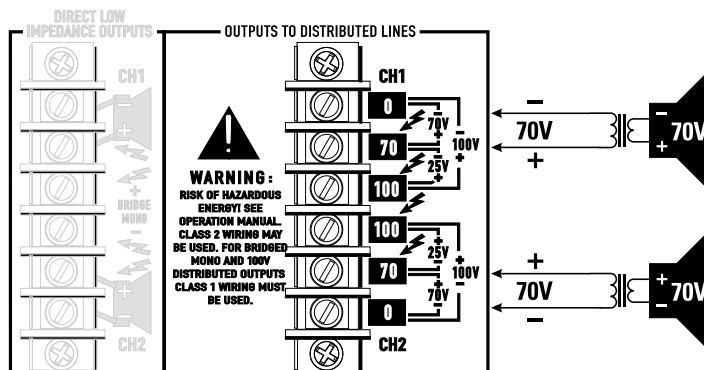 DIRECT LOW
IMPEDANCE OUTPUTS
CH1
-
+
+
BRIDGE
MONO
-
+
-
CH2
OUTPUTS TO DISTRIBUTED LINES
WARNING:
RISK OF HAZARDOUS
ENERGY! SEE
OPERATION MANUAL.
CLASS 2 WIRING MAY
BE USED. FOR BRIDGED
MONO AND 100V
DISTRIBUTED OUTPUTS
CLASS 1 WIRING MUST
BE USED.
CH1
0
70
100
100
70
0
CH2
-
70V
+
-
25V
+
-
100V
+
+
25V
-
+
70V
-
+
100V
-
-
70V
+
-
+
70V
+
70V
-
+
-
70V